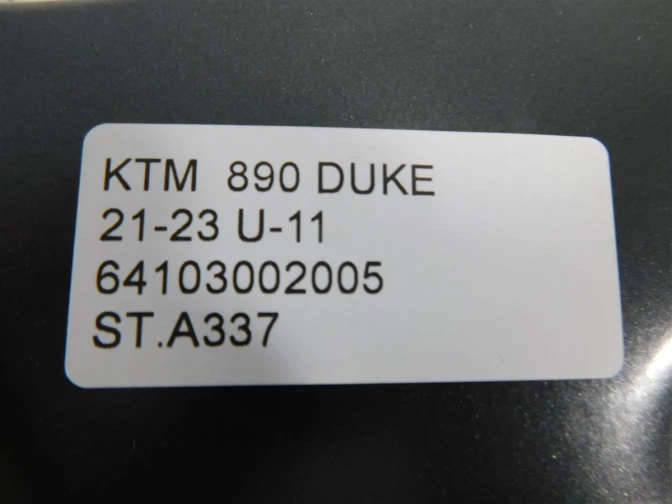 KTM 890 DUKE
21-23 U-11
64103002005
ST.A337